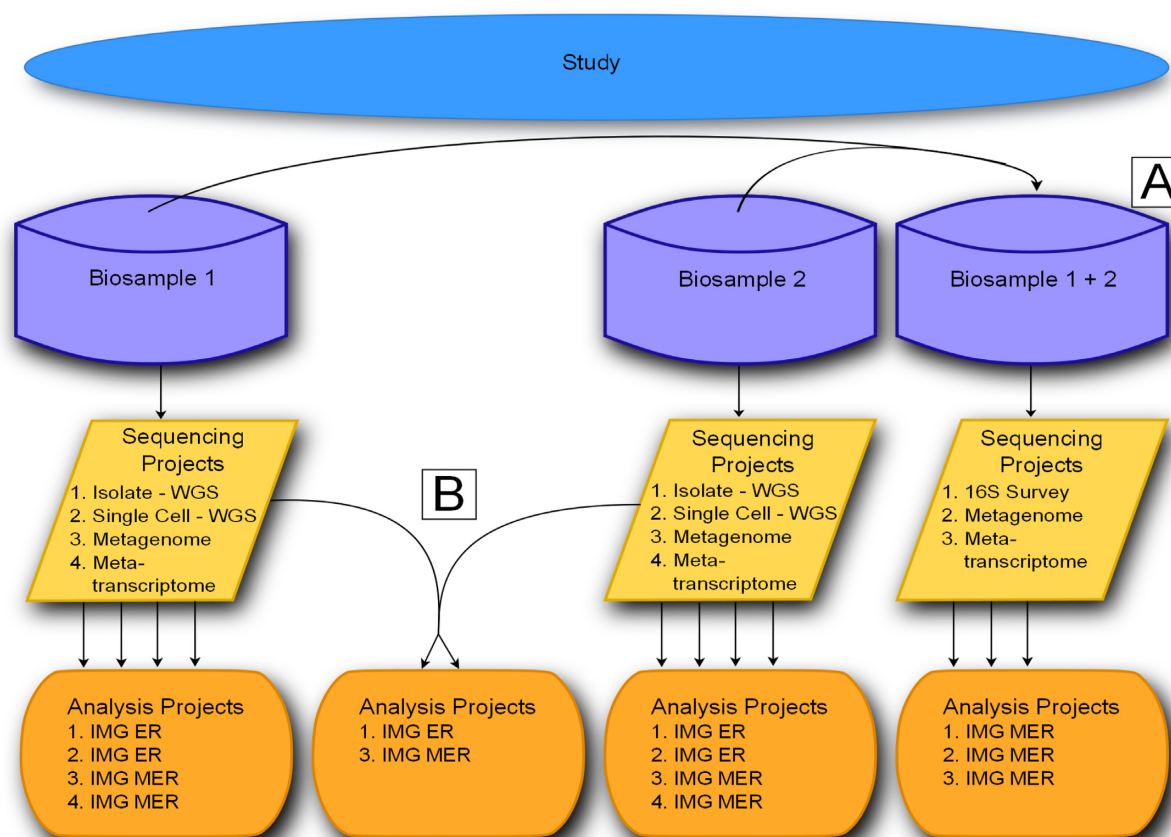 Study
A
Biosample 1
Biosample 2
Biosample 1 + 2
Sequencing
Projects
1. Isolate - WGS
2. Single Cell - WGS
3. Metagenome
4. Meta-
transcriptome
B
Sequencing
Projects
1. Isolate - WGS
2. Single Cell - WGS
3. Metagenome
4. Meta-
transcriptome
Sequencing
Projects
1. 16S Survey
2. Metagenome
3. Meta-
transcriptome
Analysis Projects
1. IMG ER
2. IMG ER
3. IMG MER
4. IMG MER
Analysis Projects
1. IMG ER
3. IMG MER
Analysis Projects
1. IMG ER
2. IMG ER
3. IMG MER
4. IMG MER
Analysis Projects
1. IMG MER
2. IMG MER
3. IMG MER